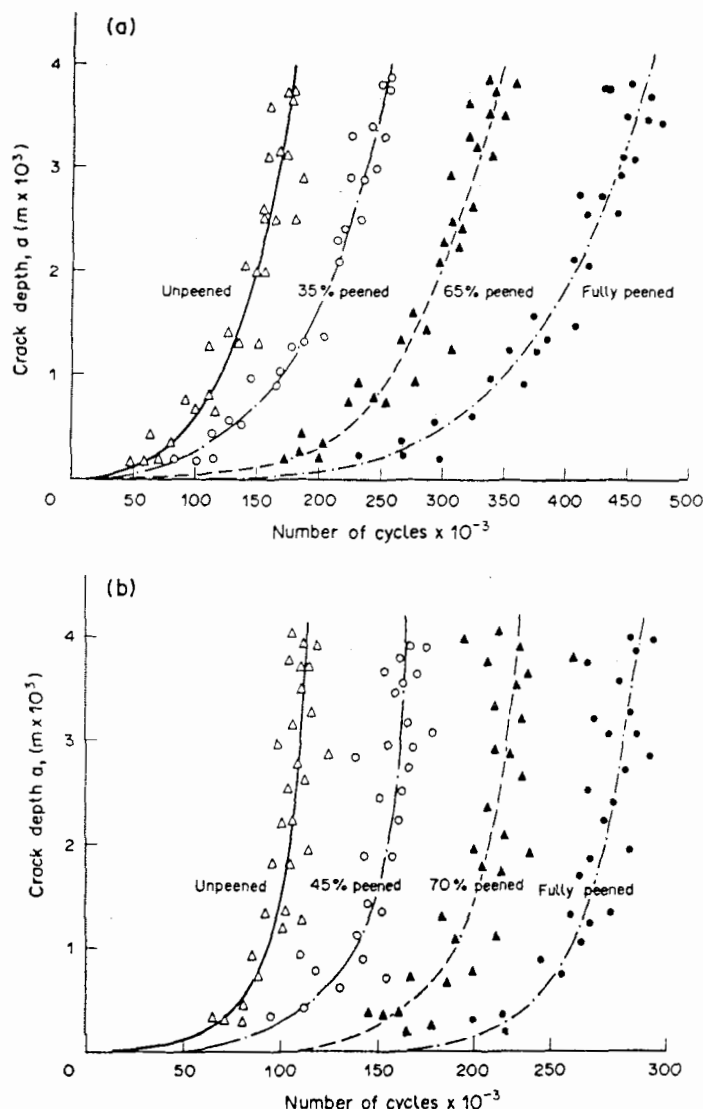 (a)
4
3
2
1
0
Crack depth, a (m x 10³)
Unpeened
35% peened
65% peened
Fully peened
50
100
150
200
250
300
350
400
450
500
Number of cycles x 10⁻³
(b)
4
3
2
1
0
Crack depth a, (m x 10³)
Unpeened
45% peened
70% peened
Fully peened
50
100
150
200
250
300
Number of cycles x 10⁻³